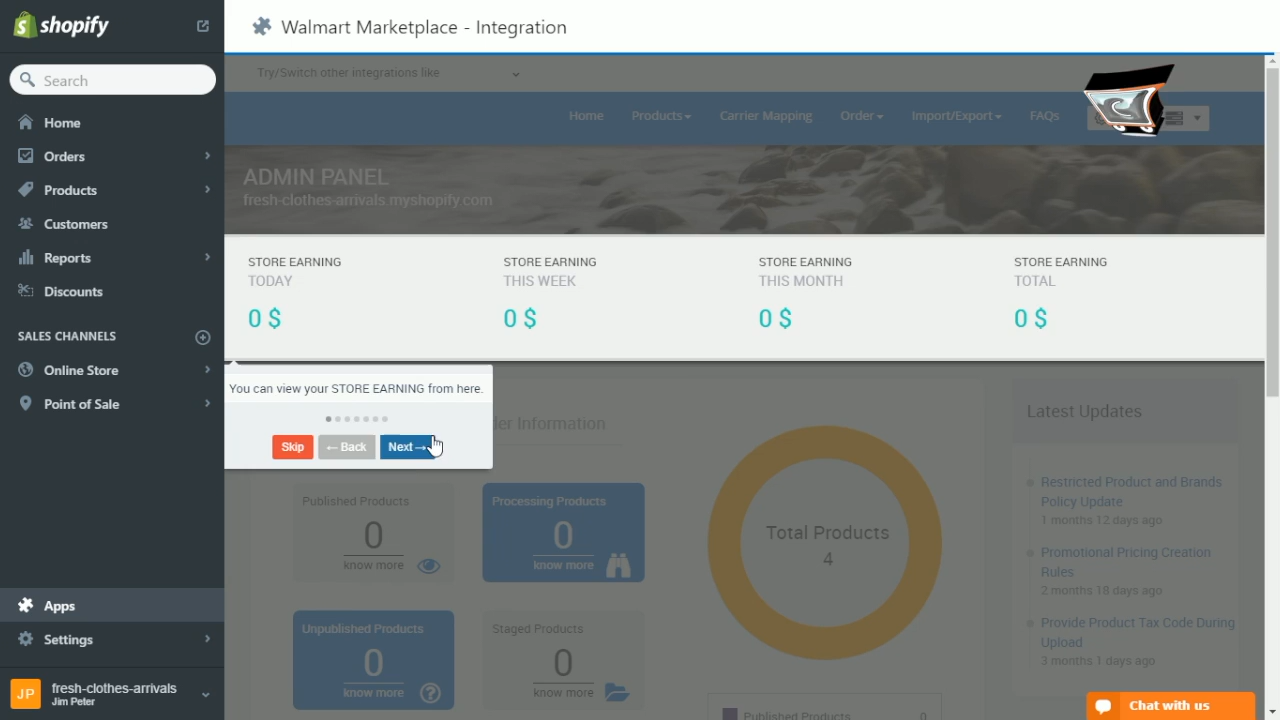 shopify
Search
Home
Orders
Products
Customers
Reports
Discounts
SALES CHANNELS
Online Store
Point of Sale
Apps
Settings
JP
fresh-clothes-arrivals
Jim Peter
Walmart Marketplace - Integration
Try/Switch other integrations like
Home Products Carrier Mapping Order Import/Export FAQs
ADMIN PANEL
fresh-clothes-arrivals.myshopify.com
STORE EARNING STORE EARNING STORE EARNING STORE EARNING
TODAY THIS WEEK THIS MONTH TOTAL
0 $ 0 $ 0 $ 0 $
You can view your STORE EARNING from here.
Skip ← Back Next →
Information
Published Products
0
know more
Processing Products
0
know more
Unpublished Products
0
know more
Staged Products
0
know more
Total Products
4
Published Products 0
Latest Updates
Restricted Product and Brands
Policy Update
1 months 12 days ago
Promotional Pricing Creation
Rules
2 months 18 days ago
Provide Product Tax Code During
Upload
3 months 1 days ago
Chat with us